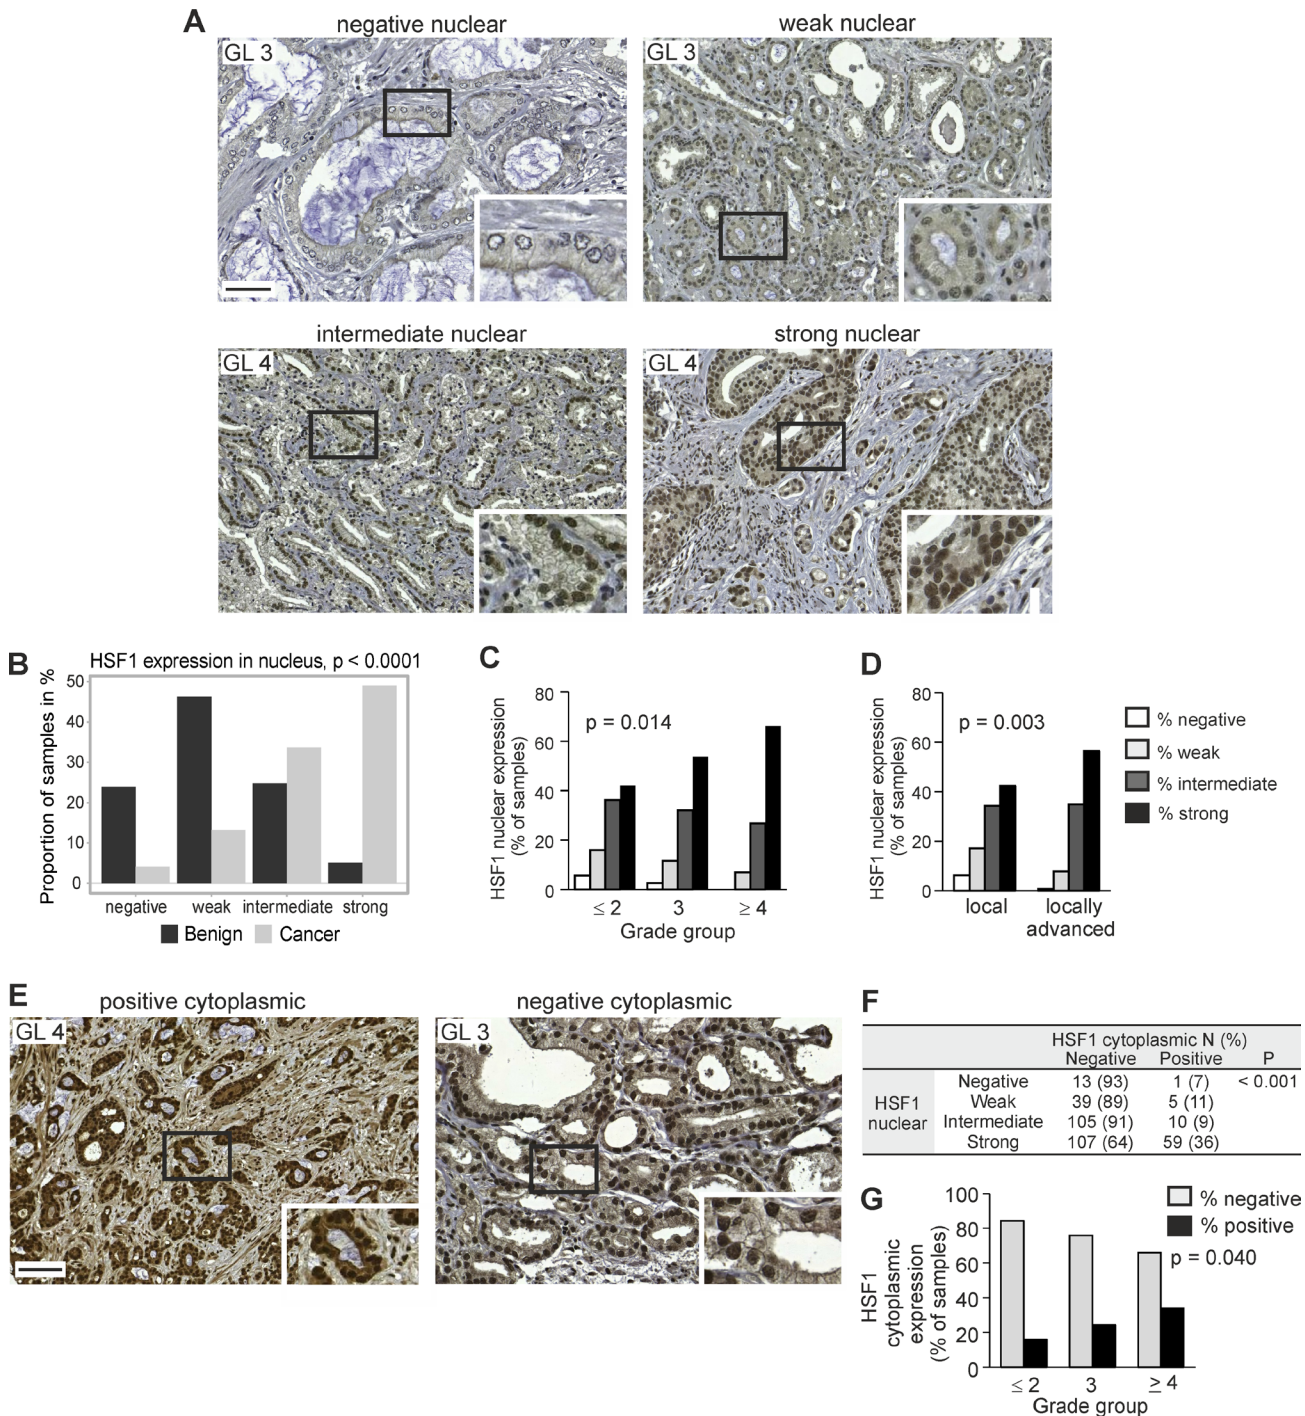 A
negative nuclear
weak nuclear
GL 3
GL 3
intermediate nuclear
strong nuclear
GL 4
GL 4
B
HSF1 expression in nucleus, p < 0.0001
Proportion of samples in %
50
40
30
20
10
0
negative weak intermediate strong
Benign Cancer
C
HSF1 nuclear expression
(% of samples)
80
60
40
20
0
p = 0.014
≤ 2 3 ≥ 4
Grade group
D
HSF1 nuclear expression
(% of samples)
80
60
40
20
0
p = 0.003
local locally
advanced
% negative
% weak
% intermediate
% strong
E
positive cytoplasmic
negative cytoplasmic
GL 4
GL 3
F
HSF1 cytoplasmic N (%)
Negative Positive P
HSF1
nuclear
Negative 13 (93) 1 (7) < 0.001
Weak 39 (89) 5 (11)
Intermediate 105 (91) 10 (9)
Strong 107 (64) 59 (36)
G
HSF1
cytoplasmic
expression
(% of samples)
100
80
60
40
20
0
% negative
% positive
p = 0.040
≤ 2 3 ≥ 4
Grade group